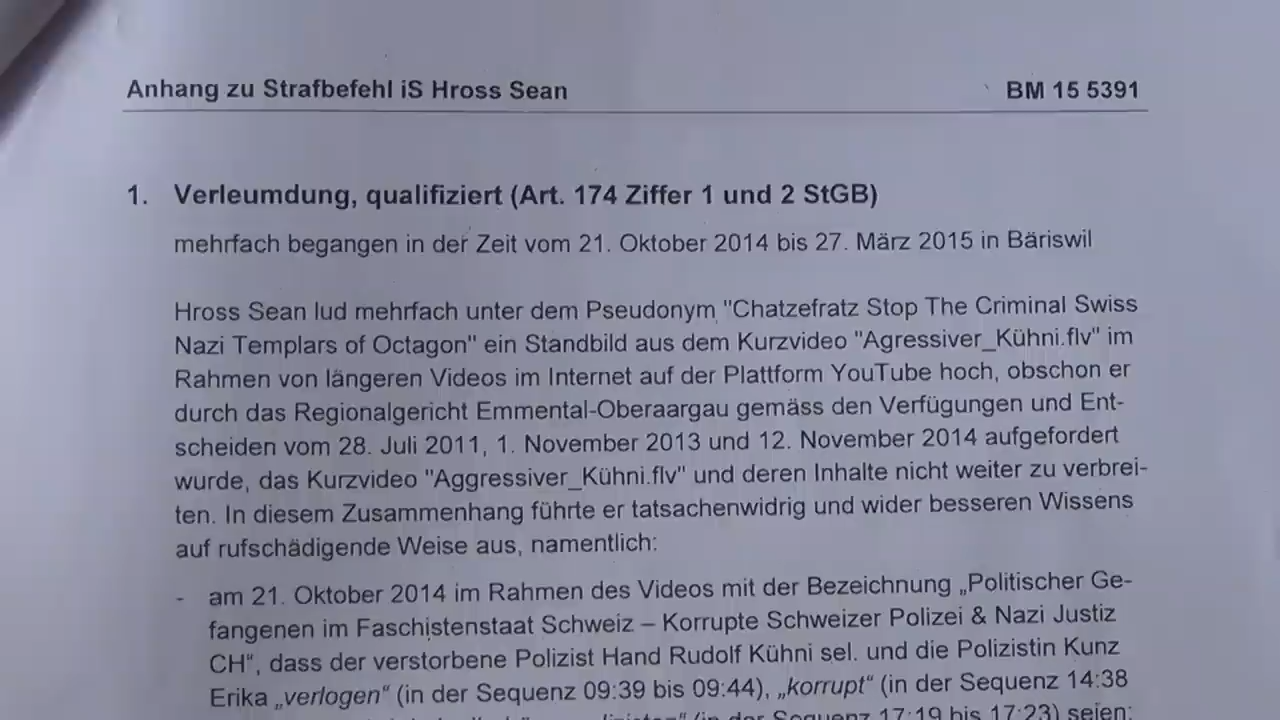 Anhang zu Strafbefehl iS Hross Sean BM 15 5391
1. Verleumdung, qualifiziert (Art. 174 Ziffer 1 und 2 StGB)
mehrfach begangen in der Zeit vom 21. Oktober 2014 bis 27. März 2015 in Bäriswil
Hross Sean lud mehrfach unter dem Pseudonym "Chatzefratz Stop The Criminal Swiss
Nazi Templars of Octagon" ein Standbild aus dem Kurzvideo "Agressiver_Kühni.flv" im
Rahmen von längeren Videos im Internet auf der Plattform YouTube hoch, obschon er
durch das Regionalgericht Emmental-Oberaargau gemäss den Verfügungen und Ent-
scheiden vom 28. Juli 2011, 1. November 2013 und 12. November 2014 aufgefordert
wurde, das Kurzvideo "Aggressiver_Kühni.flv" und deren Inhalte nicht weiter zu verbrei-
ten. In diesem Zusammenhang führte er tatsachenwidrig und wider besseren Wissens
auf rufschädigende Weise aus, namentlich:
- am 21. Oktober 2014 im Rahmen des Videos mit der Bezeichnung „Politischer Ge-
fangenen im Faschistenstaat Schweiz – Korrupte Schweizer Polizei & Nazi Justiz
CH“, dass der verstorbene Polizist Hand Rudolf Kühni sel. und die Polizistin Kunz
Erika „verlogen“ (in der Sequenz 09:39 bis 09:44), „korrupt“ (in der Sequenz 14:38
(in der Sequenz 17:19 bis 17:23) seien;